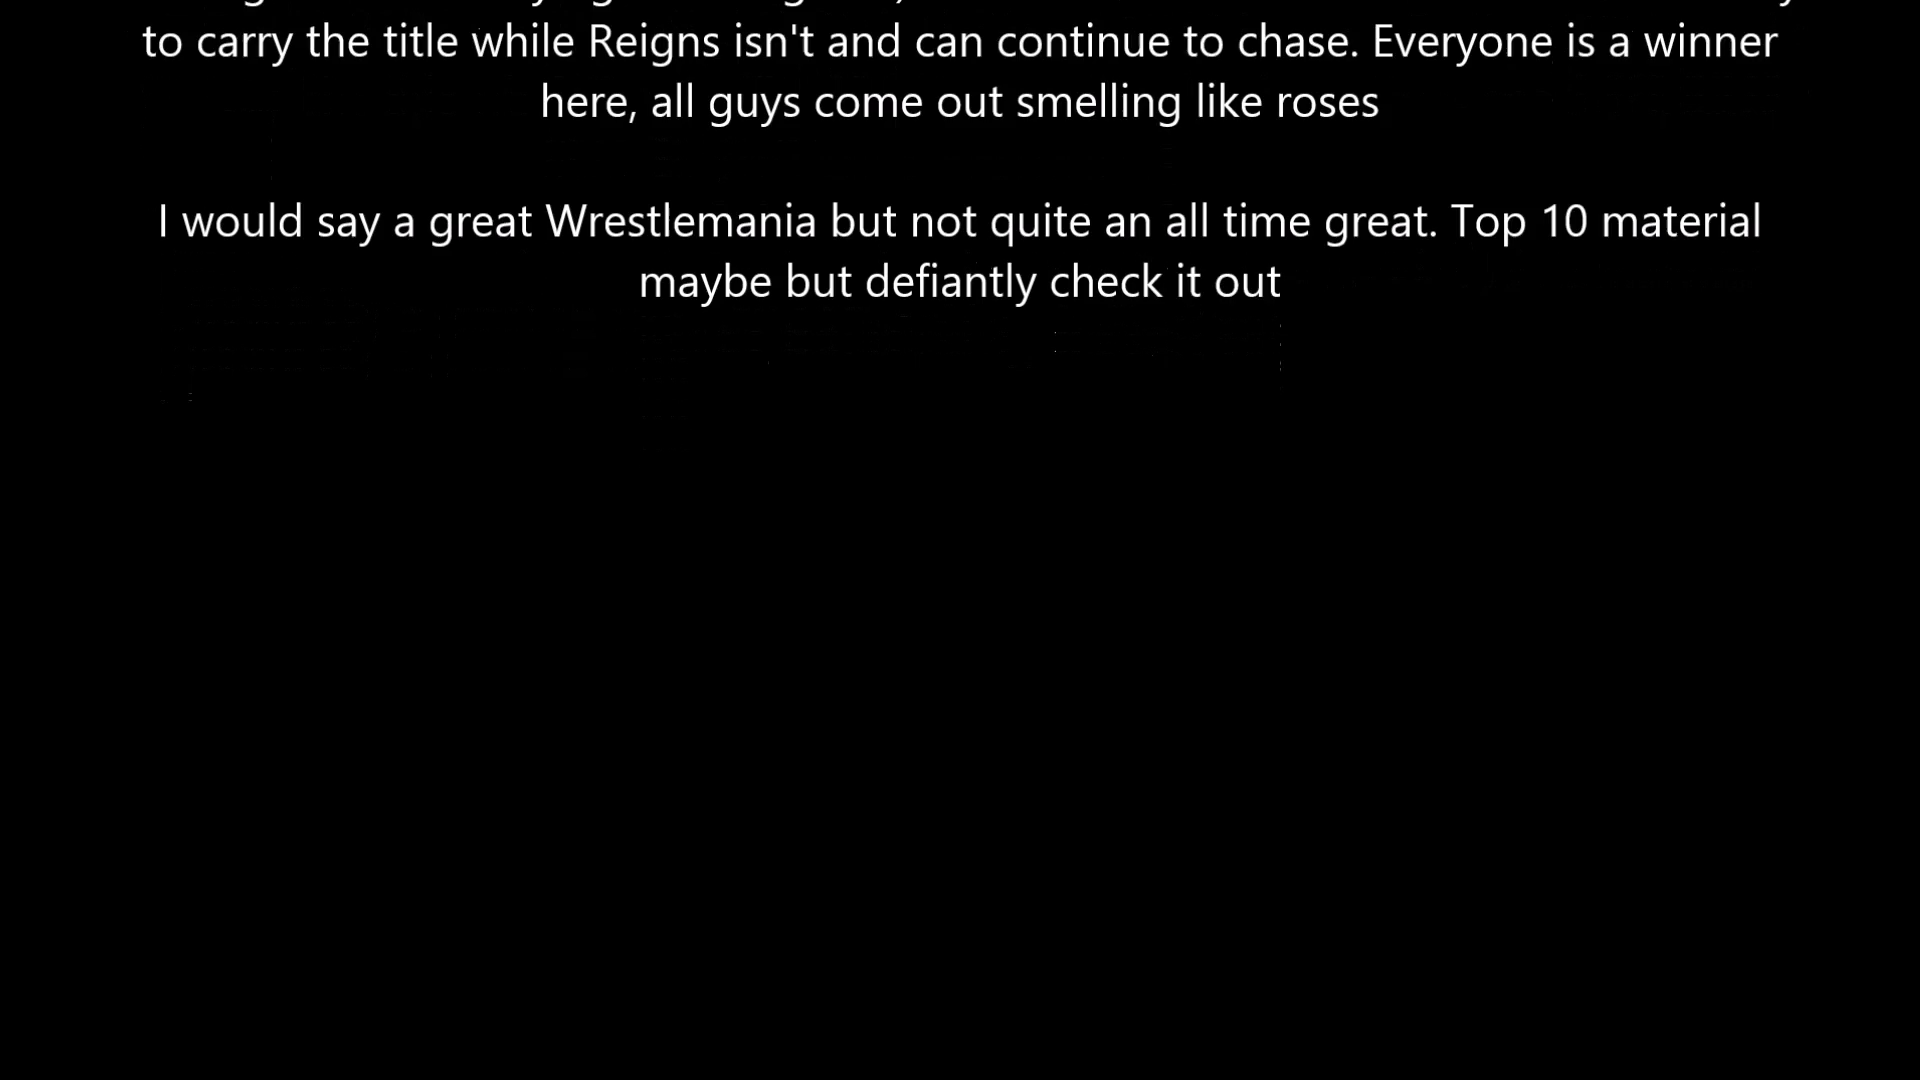 to carry the title while Reigns isn't and can continue to chase. Everyone is a winner
here, all guys come out smelling like roses
I would say a great Wrestlemania but not quite an all time great. Top 10 material
maybe but defiantly check it out